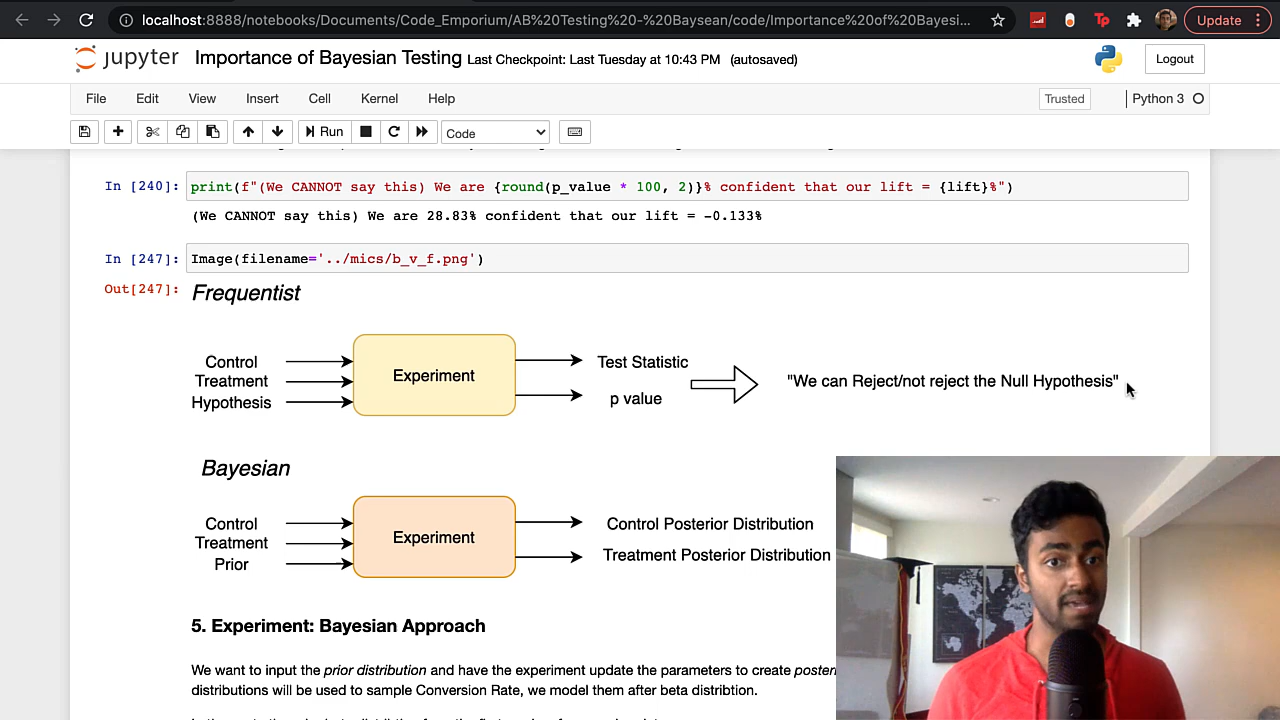 localhost:8888/notebooks/Documents/Code_Emporium/AB%20Testing%20-%20Baysean/code/Importance%20of%20Bayesi...
Tp
Update
jupyter Importance of Bayesian Testing Last Checkpoint: Last Tuesday at 10:43 PM (autosaved)
Logout
File Edit View Insert Cell Kernel Help
Trusted
Python 3
Run
Code
In [240]: print(f"(We CANNOT say this) We are {round(p_value * 100, 2)}% confident that our lift = {lift}%")
(We CANNOT say this) We are 28.83% confident that our lift = -0.133%
In [247]: Image(filename='../mics/b_v_f.png')
Out[247]: Frequentist
Control
Treatment
Hypothesis
Experiment
Test Statistic
p value
"We can Reject/not reject the Null Hypothesis"
Bayesian
Control
Treatment
Prior
Experiment
Control Posterior Distribution
Treatment Posterior Distribution
5. Experiment: Bayesian Approach
We want to input the prior distribution and have the experiment update the parameters to create poster
distributions will be used to sample Conversion Rate, we model them after beta distribtion.